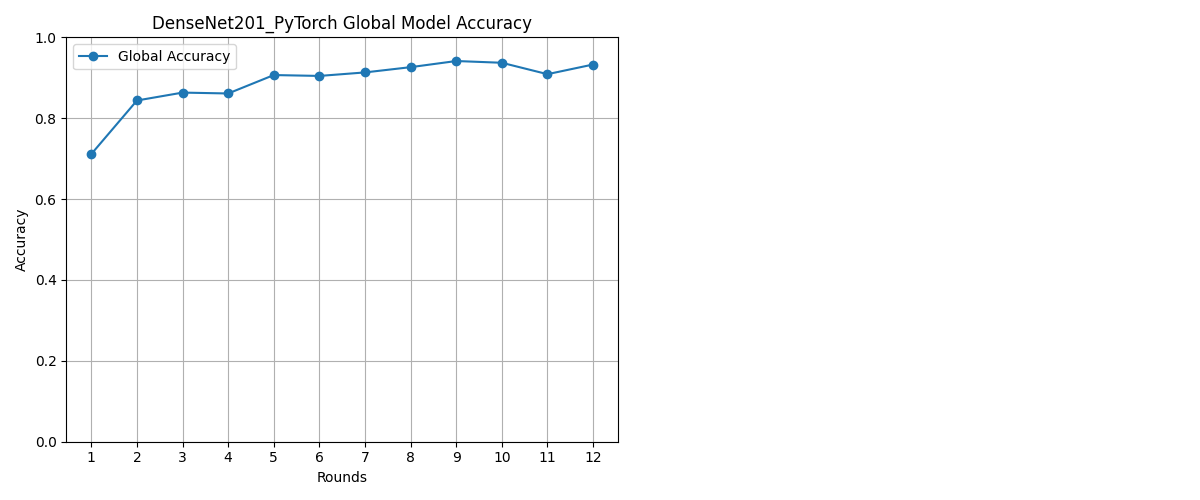 DenseNet201_PyTorch Global Model Accuracy
Global Accuracy
1.0
0.8
0.6
0.4
0.2
0.0
Accuracy
1 2 3 4 5 6 7 8 9 10 11 12
Rounds